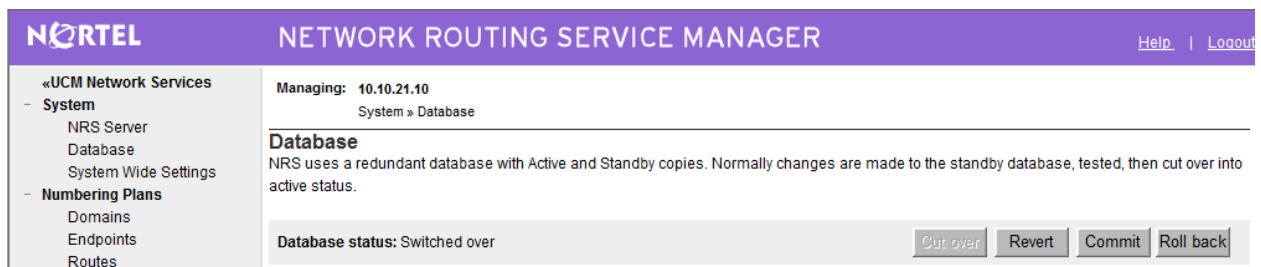 NORTEL
NETWORK ROUTING SERVICE MANAGER
Help | Logout
«UCM Network Services
- System
NRS Server
Database
System Wide Settings
- Numbering Plans
Domains
Endpoints
Routes
Managing: 10.10.21.10
System » Database
Database
NRS uses a redundant database with Active and Standby copies. Normally changes are made to the standby database, tested, then cut over into
active status.
Database status: Switched over
Cut over Revert Commit Roll back